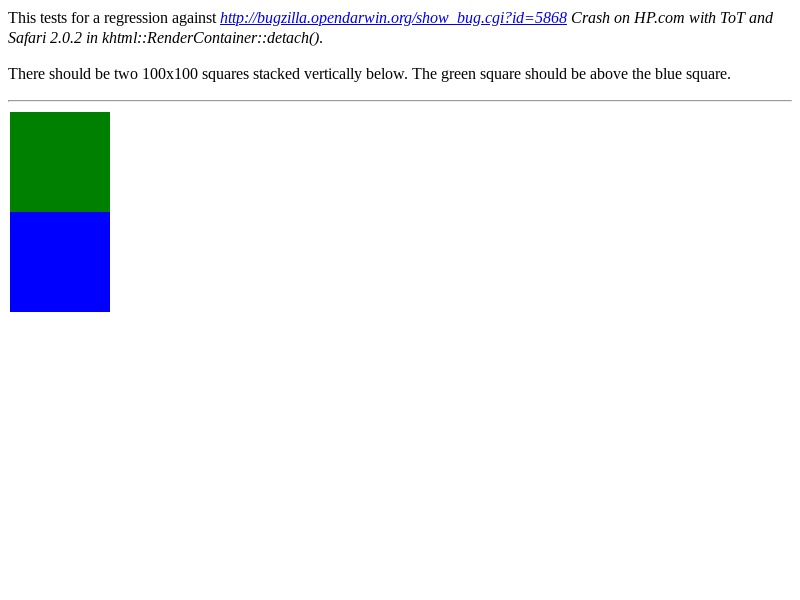 This tests for a regression against http://bugzilla.opendarwin.org/show_bug.cgi?id=5868 Crash on HP.com with ToT and
Safari 2.0.2 in khtml::RenderContainer::detach().
There should be two 100x100 squares stacked vertically below. The green square should be above the blue square.